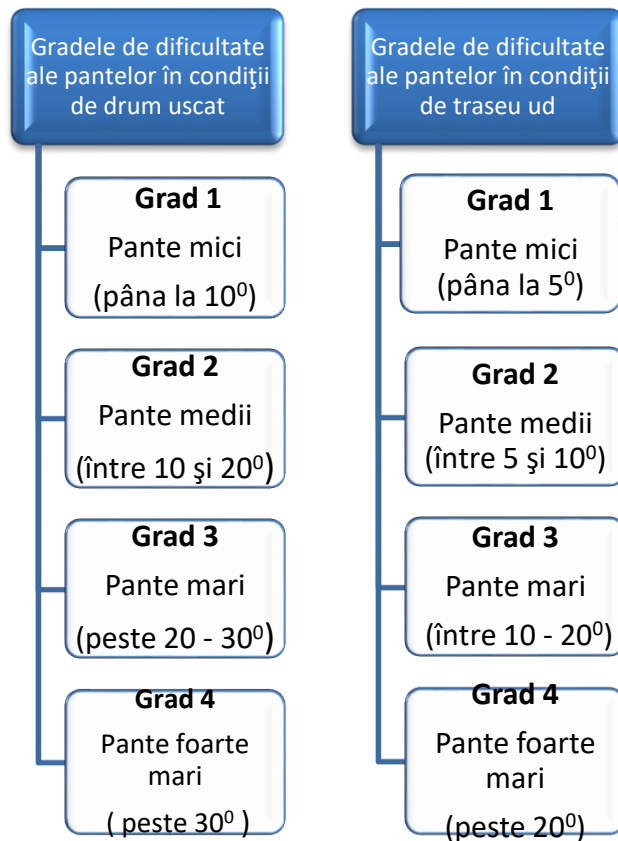 Gradele de dificultate
ale pantelor în condiţii
de drum uscat
Grad 1
Pante mici
(pâna la 10⁰)
Grad 2
Pante medii
(între 10 şi 20⁰)
Grad 3
Pante mari
(peste 20 - 30⁰)
Grad 4
Pante foarte
mari
( peste 30⁰ )
Gradele de dificultate
ale pantelor în condiţii
de traseu ud
Grad 1
Pante mici
(pâna la 5⁰)
Grad 2
Pante medii
(între 5 şi 10⁰)
Grad 3
Pante mari
(între 10 - 20⁰)
Grad 4
Pante foarte
mari
(peste 20⁰)